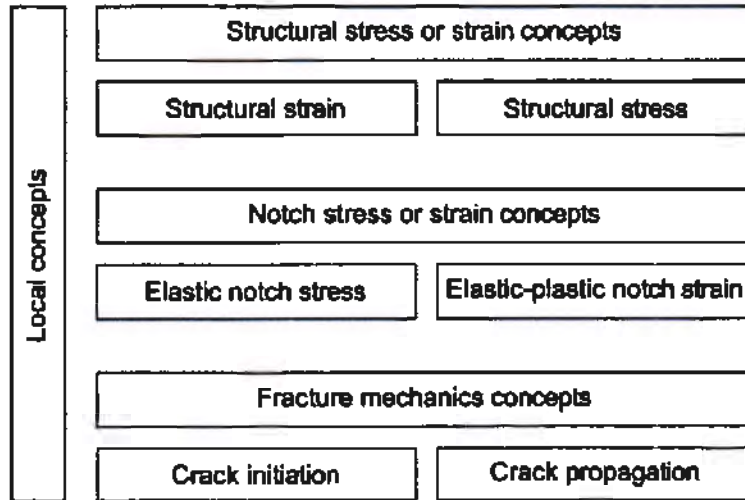 Local concepts
Structural stress or strain concepts
Structural strain
Structural stress
Notch stress or strain concepts
Elastic notch stress
Elastic-plastic notch strain
Fracture mechanics concepts
Crack initiation
Crack propagation